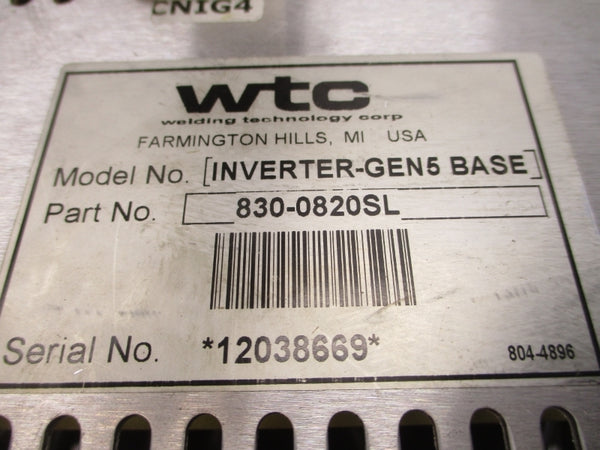 CNIG4
wtc
welding technology corp
FARMINGTON HILLS, MI USA
Model No. [INVERTER-GEN5 BASE]
Part No. 830-0820SL
Serial No. *12038669*
804-4896